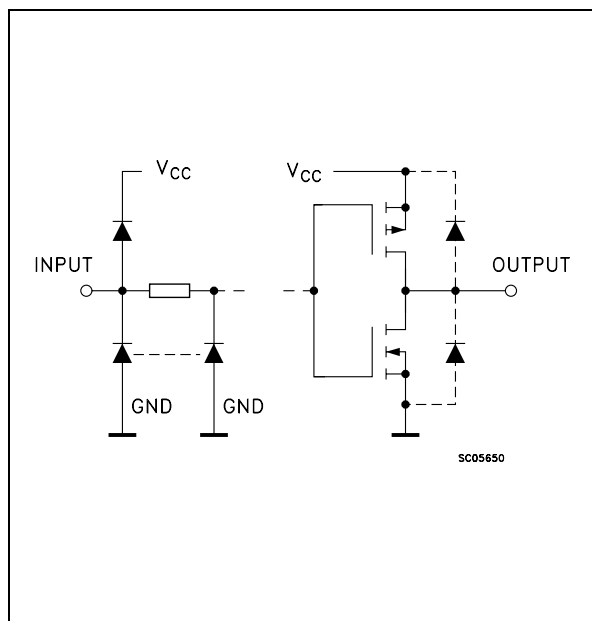 VCC
VCC
INPUT
OUTPUT
GND
GND
SC05650